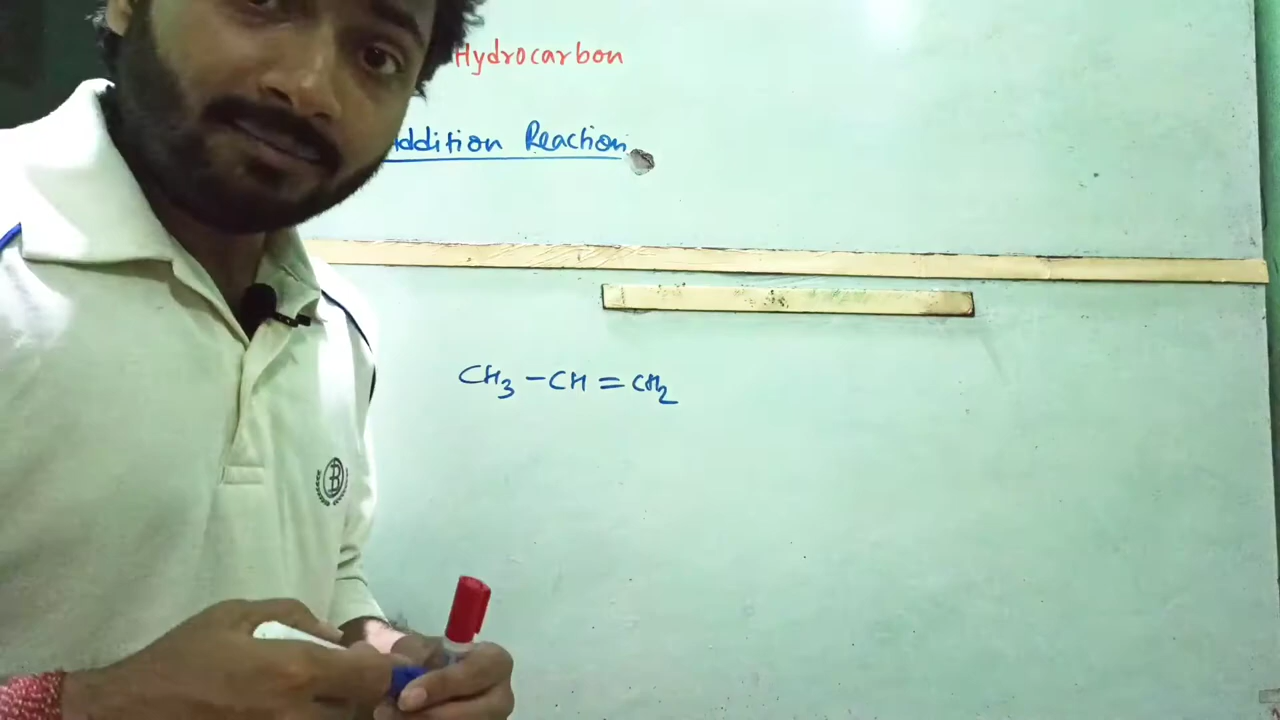 Hydrocarbon
ddition Reaction
CH₃ – CH = CH₂
B